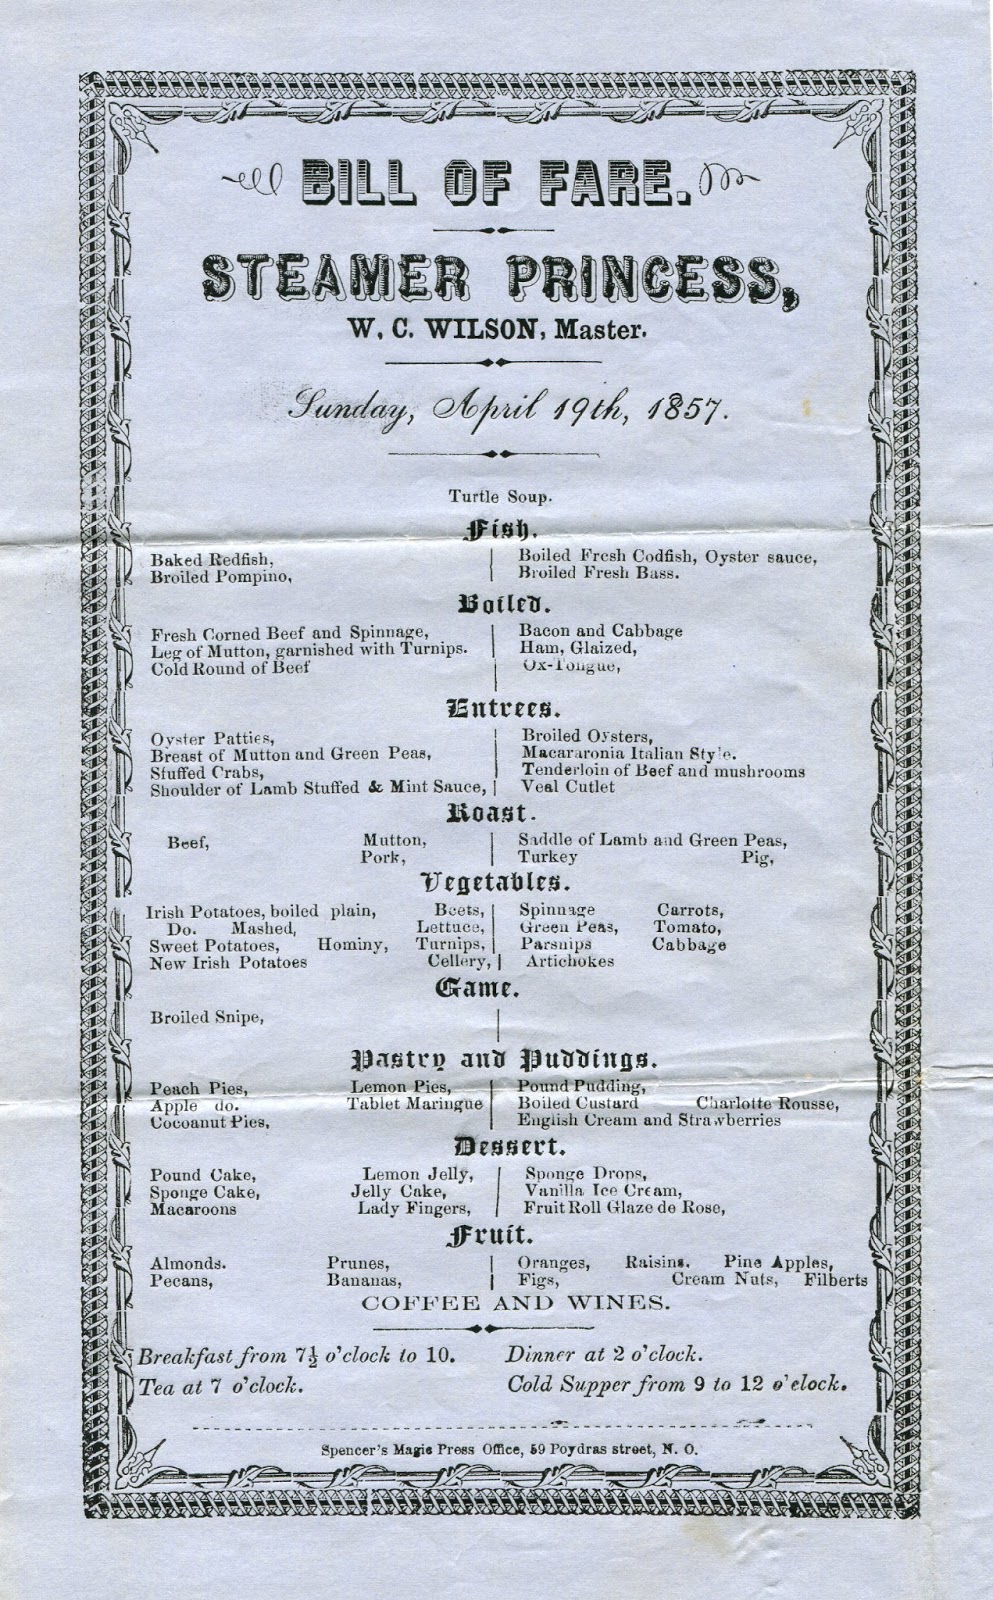 BILL OF FARE.
STEAMER PRINCESS,
W. C. WILSON, Master.
Sunday, April 19th, 1857.
Turtle Soup.
Fish.
Baked Redfish, Boiled Fresh Codfish, Oyster sauce,
Broiled Pompino, Broiled Fresh Bass.
Boiled.
Fresh Corned Beef and Spinnage, Bacon and Cabbage
Leg of Mutton, garnished with Turnips. Ham, Glaized,
Cold Round of Beef Ox-Tongue,
Entrees.
Oyster Patties, Broiled Oysters,
Breast of Mutton and Green Peas, Macararonia Italian Style.
Stuffed Crabs, Tenderloin of Beef and mushrooms
Shoulder of Lamb Stuffed & Mint Sauce, Veal Cutlet
Roast.
Beef, Mutton, Saddle of Lamb and Green Peas,
Pork, Turkey Pig,
Vegetables.
Irish Potatoes, boiled plain, Beets, Spinnage Carrots,
Do. Mashed, Lettuce, Green Peas, Tomato,
Sweet Potatoes, Hominy, Turnips, Parsnips Cabbage
New Irish Potatoes Cellery, Artichokes
Game.
Broiled Snipe,
Pastry and Puddings.
Peach Pies, Lemon Pies, Pound Pudding,
Apple do. Tablet Maringue Boiled Custard Charlotte Rousse,
Cocoanut Pies, English Cream and Strawberries
Dessert.
Pound Cake, Lemon Jelly, Sponge Drops,
Sponge Cake, Jelly Cake, Vanilla Ice Cream,
Macaroons Lady Fingers, Fruit Roll Glaze de Rose,
Fruit.
Almonds. Prunes, Oranges, Raisins. Pine Apples,
Pecans, Bananas, Figs, Cream Nuts, Filberts
COFFEE AND WINES.
Breakfast from 7½ o'clock to 10. Dinner at 2 o'clock.
Tea at 7 o'clock. Cold Supper from 9 to 12 o'clock.
Spencer's Magic Press Office, 59 Poydras street, N. O.